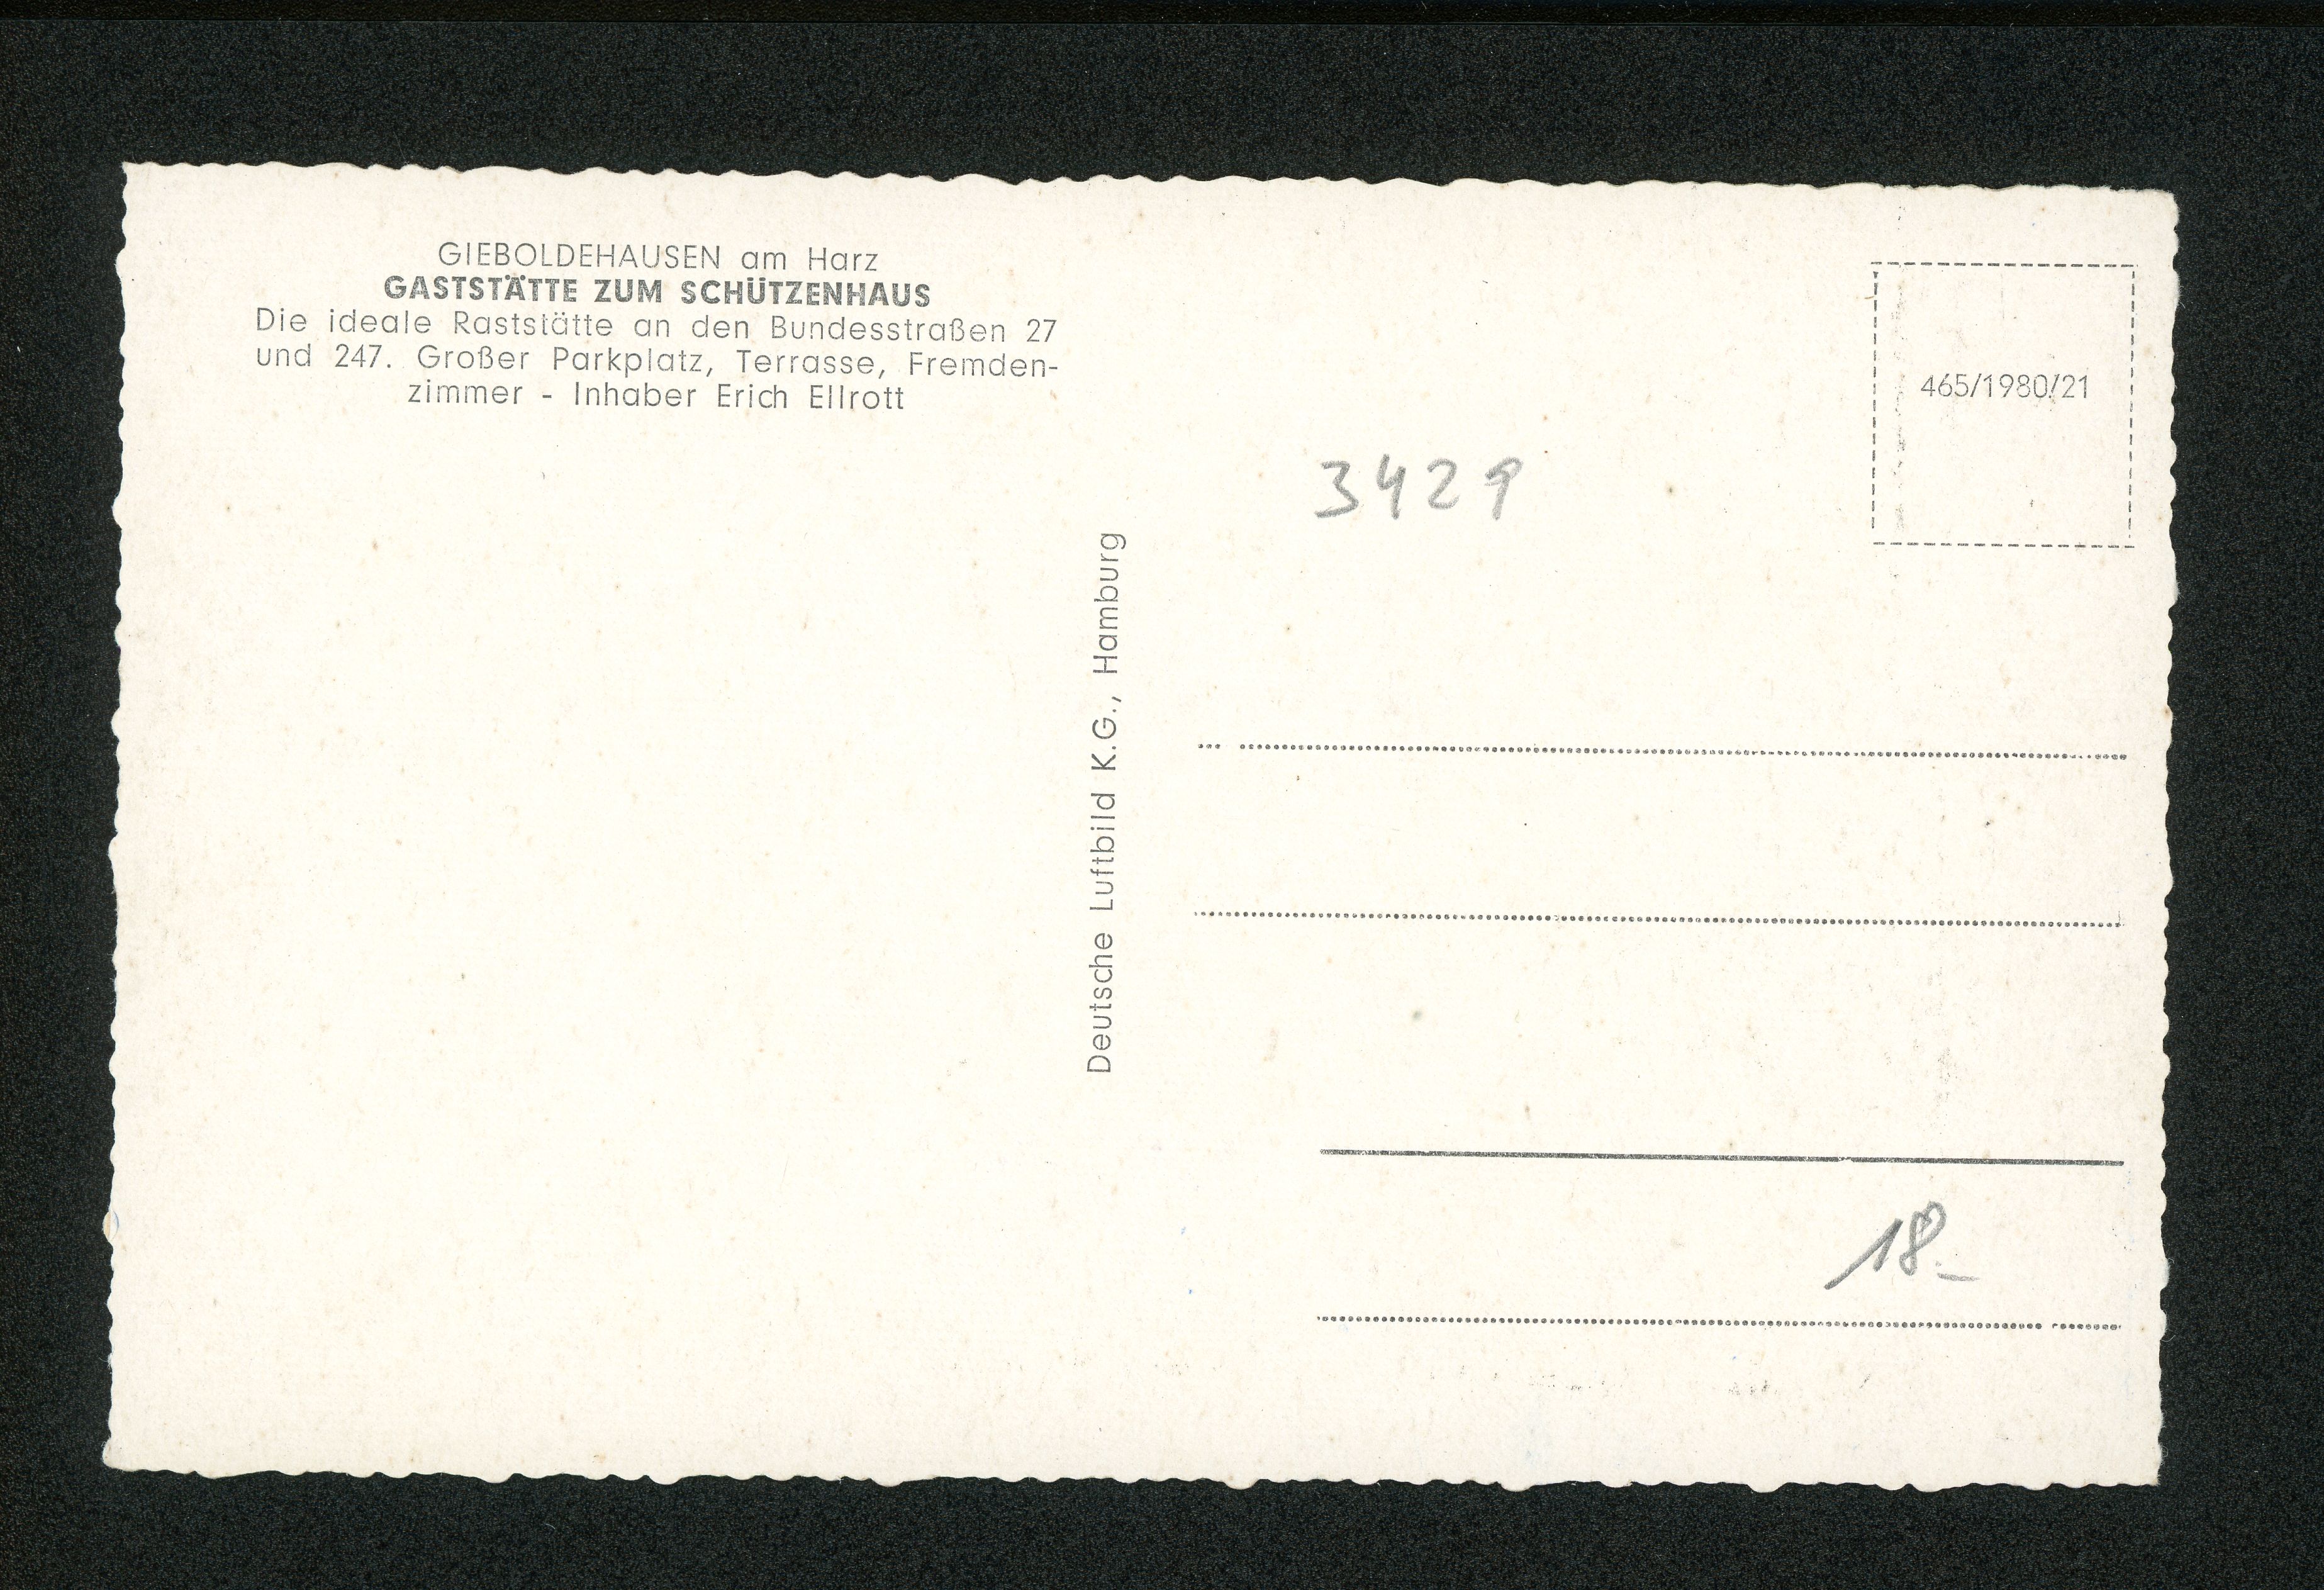 GIEBOLDEHAUSEN am Harz
GASTSTÄTTE ZUM SCHÜTZENHAUS
Die ideale Raststätte an den Bundesstraßen 27
und 247. Großer Parkplatz, Terrasse, Fremden-
zimmer - Inhaber Erich Ellrott
Deutsche Luftbild K.G., Hamburg
465/1980/21
3429
18.-